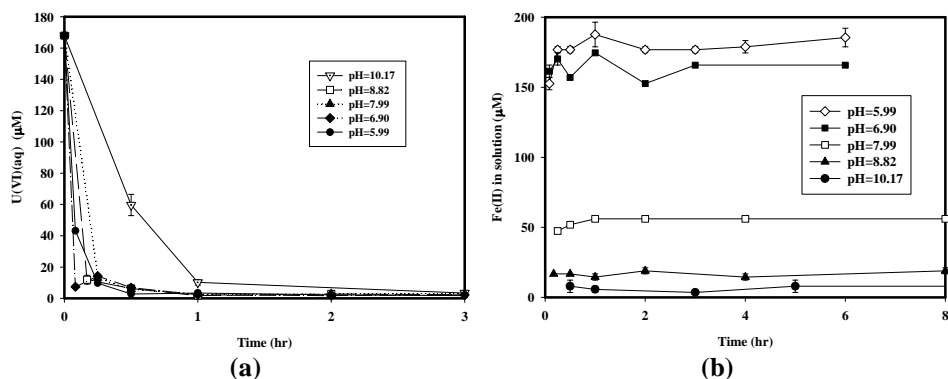 180
160
140
120
100
80
60
40
20
0
U(VI)(aq) (μM)
pH=10.17
pH=8.82
pH=7.99
pH=6.90
pH=5.99
0 1 2 3
Time (hr)
(a)
200
150
100
50
0
Fe(II) in solution (μM)
pH=5.99
pH=6.90
pH=7.99
pH=8.82
pH=10.17
0 2 4 6 8
Time (hr)
(b)